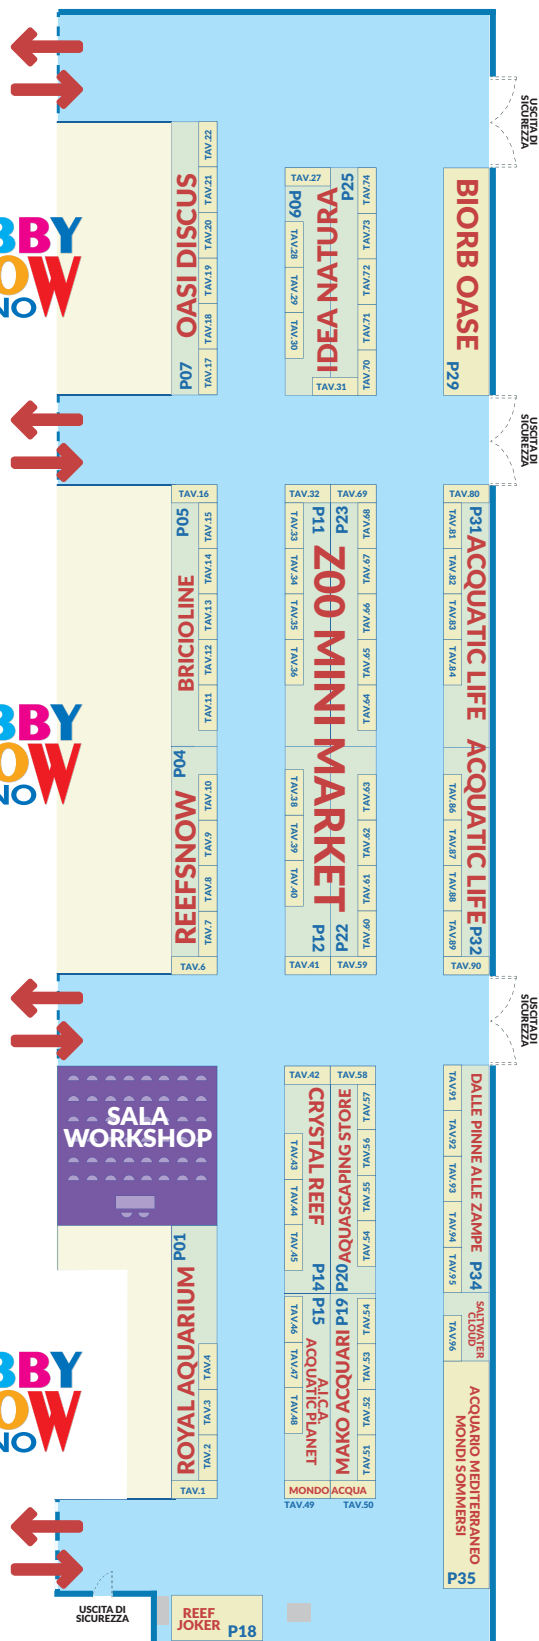 USCITA DI
SICUREZZA
TAV.22
TAV.21
TAV.20
TAV.19
TAV.18
TAV.17
OASI DISCUS
P07
BBY
OW
NO
TAV.27
P09
IDEA NATURA
P25
TAV.28
TAV.29
TAV.30
TAV.31
TAV.74
TAV.73
TAV.72
TAV.71
TAV.70
BIORB OASE
P29
USCITA DI
SICUREZZA
TAV.16
P05
BRICIOLINE
TAV.15
TAV.14
TAV.13
TAV.12
TAV.11
P04
REEFSNOW
TAV.10
TAV.9
TAV.8
TAV.7
TAV.6
BBY
OW
NO
TAV.32
TAV.69
P11
P23
ZOO MINI MARKET
TAV.33
TAV.34
TAV.35
TAV.36
TAV.38
TAV.39
TAV.40
P12
P22
TAV.41
TAV.59
TAV.68
TAV.67
TAV.66
TAV.65
TAV.64
TAV.63
TAV.62
TAV.61
TAV.60
TAV.80
P31
ACQUATIC LIFE
TAV.81
TAV.82
TAV.83
TAV.84
ACQUATIC LIFE
P32
TAV.86
TAV.87
TAV.88
TAV.89
TAV.90
USCITA DI
SICUREZZA
SALA
WORKSHOP
P01
ROYAL AQUARIUM
TAV.4
TAV.3
TAV.2
TAV.1
BBY
OW
NO
TAV.42
TAV.58
CRYSTAL REEF
P14
TAV.43
TAV.44
TAV.45
AQUASCAPING STORE
P20
TAV.57
TAV.56
TAV.55
TAV.54
P15
A.I.C.A.
ACQUATIC PLANET
TAV.46
TAV.47
TAV.48
P19
MAKO ACQUARI
TAV.54
TAV.53
TAV.52
TAV.51
MONDO ACQUA
TAV.49
TAV.50
DALLE PINNE ALLE ZAMPE
P34
TAV.91
TAV.92
TAV.93
TAV.94
TAV.95
SALTWATER
CLOUD
TAV.96
ACQUARIO MEDITERRANEO
MONDI SOMMERSI
P35
USCITA DI
SICUREZZA
REEF
JOKER
P18